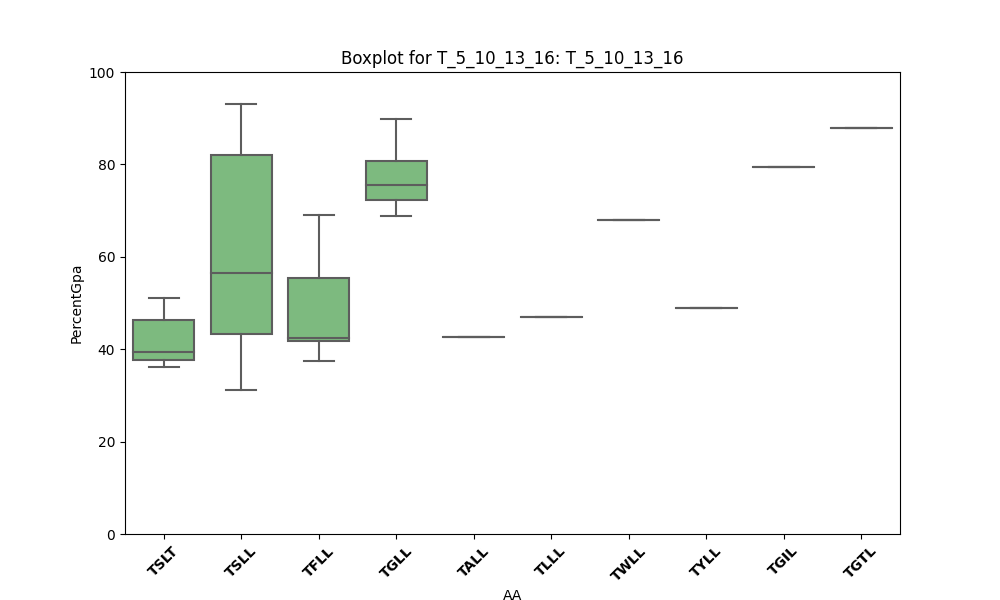 Boxplot for T_5_10_13_16: T_5_10_13_16
100
80
60
40
20
0
PercentGpa
TSLT
TSLL
TFLL
TGLL
TALL
TLLL
TWLL
TYLL
TGIL
TGTL
AA